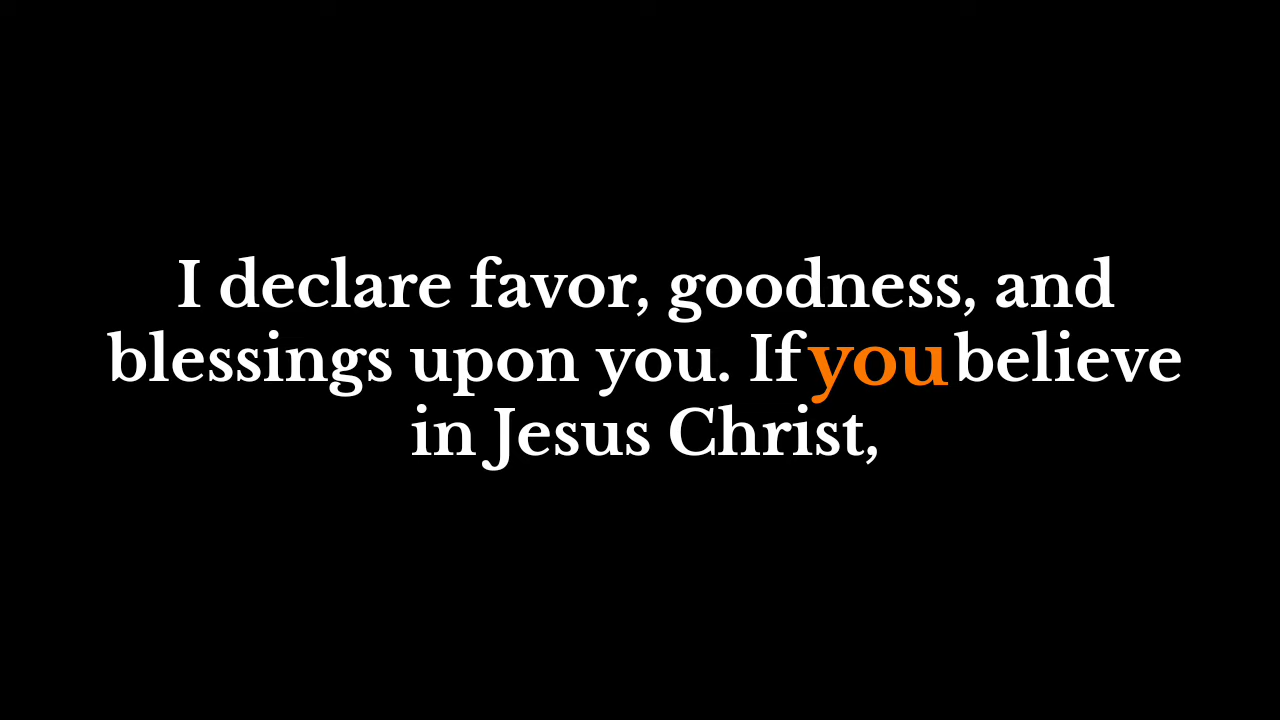 I declare favor, goodness, and
blessings upon you. If you believe
in Jesus Christ,